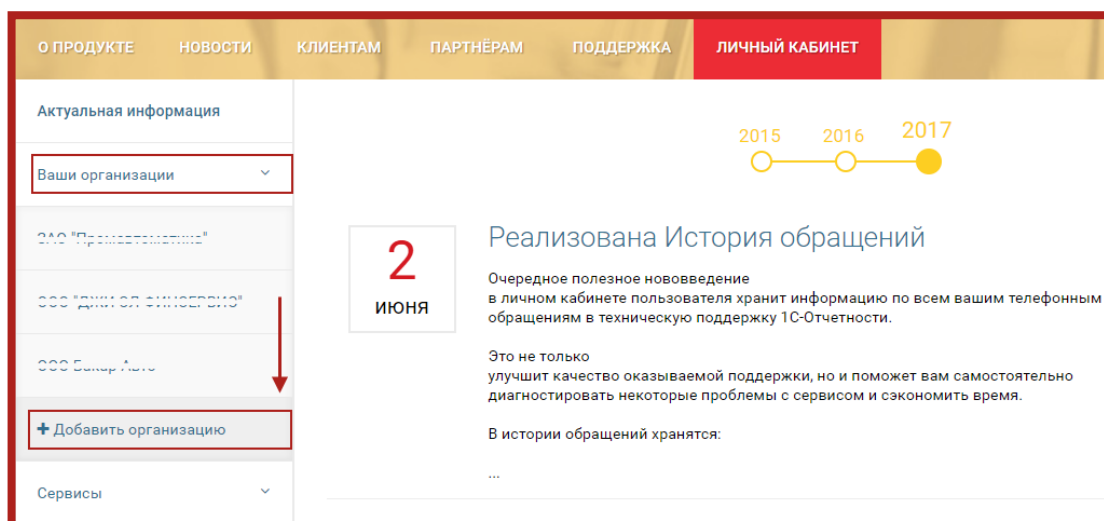 О ПРОДУКТЕ НОВОСТИ КЛИЕНТАМ ПАРТНЁРАМ ПОДДЕРЖКА ЛИЧНЫЙ КАБИНЕТ
Актуальная информация
Ваши организации
+ Добавить организацию
Сервисы
2015 2016 2017
2
июня
Реализована История обращений
Очередное полезное нововведение
в личном кабинете пользователя хранит информацию по всем вашим телефонным
обращениям в техническую поддержку 1С-Отчетности.
Это не только
улучшит качество оказываемой поддержки, но и поможет вам самостоятельно
диагностировать некоторые проблемы с сервисом и сэкономить время.
В истории обращений хранятся:
...